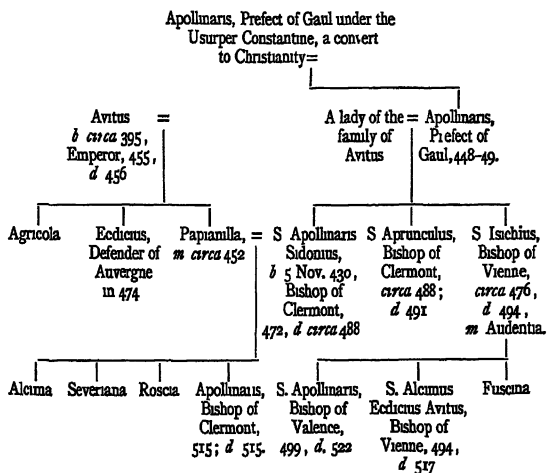 Apollinaris, Prefect of Gaul under the
Usurper Constantine, a convert
to Christianity=
Avitus =
b circa 395,
Emperor, 455,
d 456
A lady of the = Apollinaris,
family of Prefect of
Avitus Gaul, 448-49.
Agricola
Ecdicius,
Defender of
Auvergne
in 474
Papianilla, =
m circa 452
S Apollinaris
Sidonius,
b 5 Nov. 430,
Bishop of
Clermont,
472, d circa 488
S Aprunculus,
Bishop of
Clermont,
circa 488;
d 491
S Isichius,
Bishop of
Vienne,
circa 476,
d 494,
m Audentia.
Alcima
Severiana
Roscia
Apollinaris,
Bishop of
Clermont,
515; d 515.
S. Apollinaris,
Bishop of
Valence,
499, d. 522
S. Alcimus
Ecdicius Avitus,
Bishop of
Vienne, 494,
d 517
Fuscina